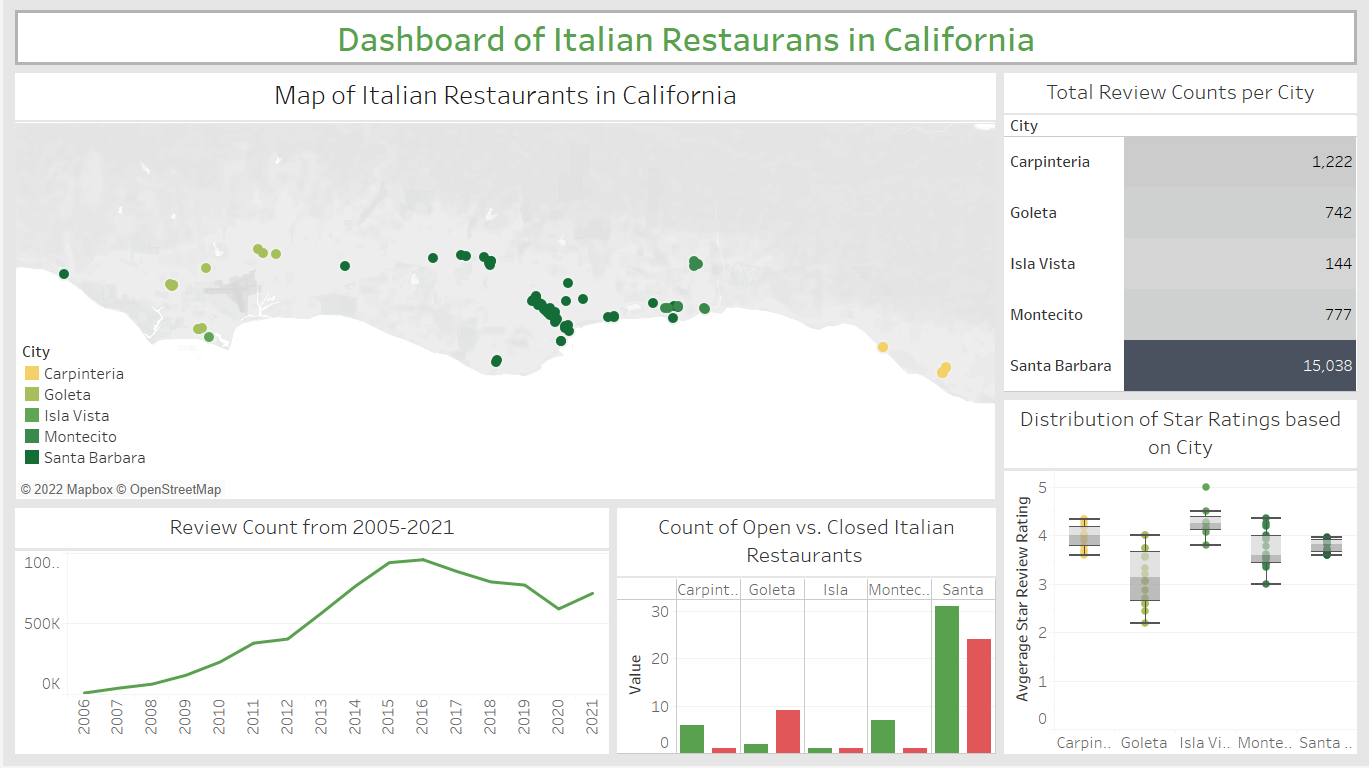 Dashboard of Italian Restaurans in California
Map of Italian Restaurants in California
City
Carpinteria
Goleta
Isla Vista
Montecito
Santa Barbara
© 2022 Mapbox © OpenStreetMap
Total Review Counts per City
City
Carpinteria 1,222
Goleta 742
Isla Vista 144
Montecito 777
Santa Barbara 15,038
Review Count from 2005-2021
100..
500K
0K
2006 2007 2008 2009 2010 2011 2012 2013 2014 2015 2016 2017 2018 2019 2020 2021
Count of Open vs. Closed Italian
Restaurants
Carpint.. Goleta Isla Montec.. Santa
Value
30
20
10
0
Distribution of Star Ratings based
on City
Avgerage Star Review Rating
5
4
3
2
1
0
Carpin.. Goleta Isla Vi.. Monte.. Santa ..